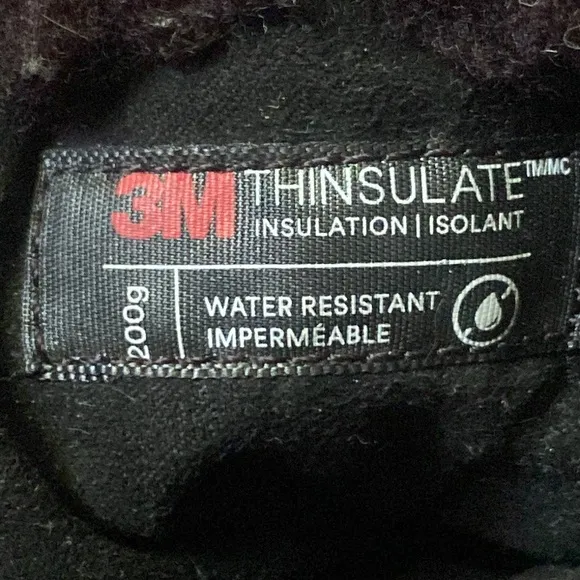 3M THINSULATE™/MC
INSULATION | ISOLANT
200g
WATER RESISTANT
IMPERMÉABLE